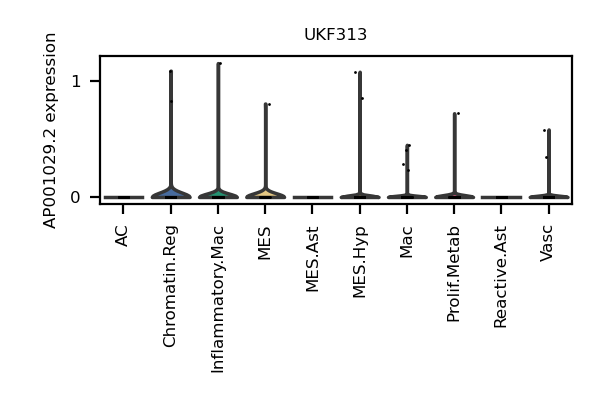 UKF313
AP001029.2 expression
1
0
AC
Chromatin.Reg
Inflammatory.Mac
MES
MES.Ast
MES.Hyp
Mac
Prolif.Metab
Reactive.Ast
Vasc